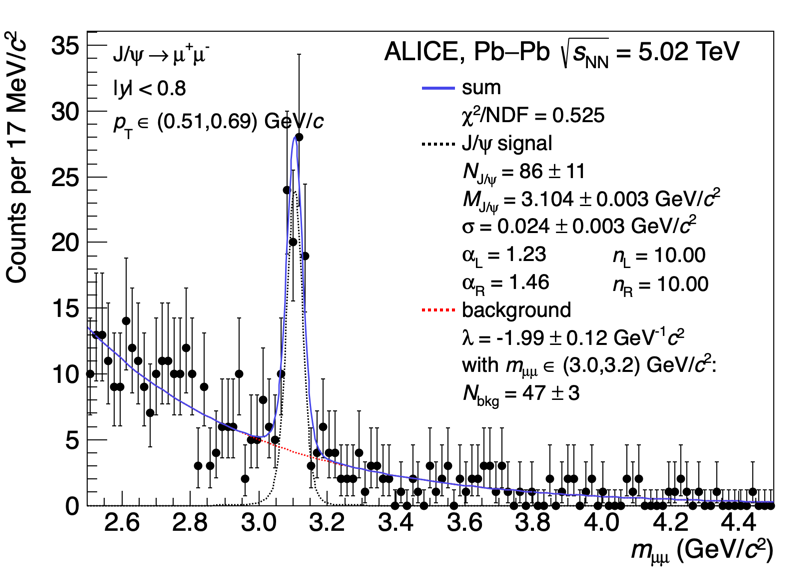 Counts per 17 MeV/c²
35
30
25
20
15
10
5
0
J/ψ → μ⁺μ⁻
|y| < 0.8
p_T ∈ (0.51,0.69) GeV/c
ALICE, Pb–Pb √s_NN = 5.02 TeV
sum
χ²/NDF = 0.525
J/ψ signal
N_J/ψ = 86 ± 11
M_J/ψ = 3.104 ± 0.003 GeV/c²
σ = 0.024 ± 0.003 GeV/c²
α_L = 1.23 n_L = 10.00
α_R = 1.46 n_R = 10.00
background
λ = -1.99 ± 0.12 GeV⁻¹c²
with m_μμ ∈ (3.0,3.2) GeV/c²:
N_bkg = 47 ± 3
2.6 2.8 3.0 3.2 3.4 3.6 3.8 4.0 4.2 4.4
m_μμ (GeV/c²)